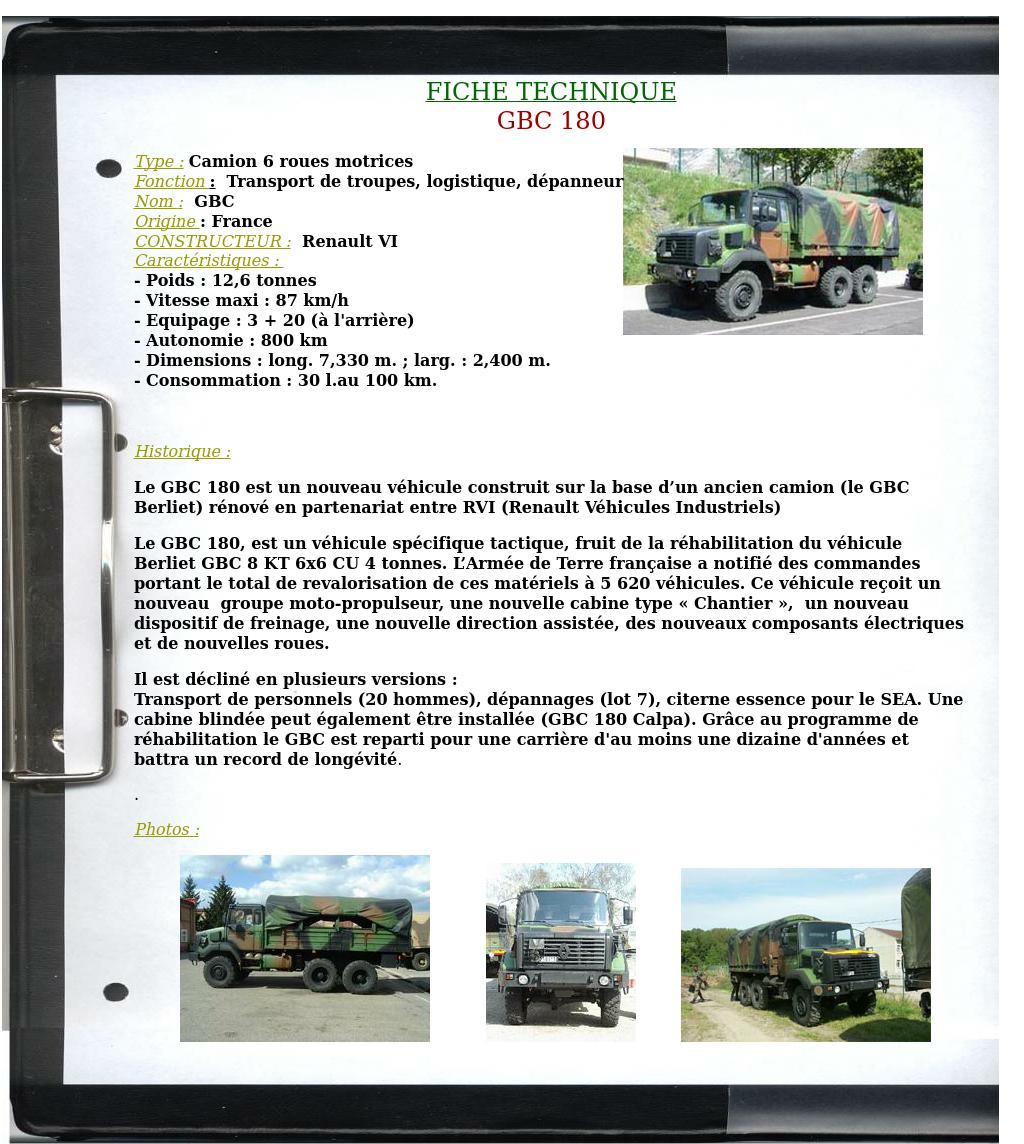 FICHE TECHNIQUE
GBC 180
Type : Camion 6 roues motrices
Fonction :  Transport de troupes, logistique, dépanneur
Nom :  GBC
Origine : France
CONSTRUCTEUR :  Renault VI
Caractéristiques :
- Poids : 12,6 tonnes
- Vitesse maxi : 87 km/h
- Equipage : 3 + 20 (à l'arrière)
- Autonomie : 800 km
- Dimensions : long. 7,330 m. ; larg. : 2,400 m.
- Consommation : 30 l.au 100 km.
Historique :
Le GBC 180 est un nouveau véhicule construit sur la base d’un ancien camion (le GBC
Berliet) rénové en partenariat entre RVI (Renault Véhicules Industriels)
Le GBC 180, est un véhicule spécifique tactique, fruit de la réhabilitation du véhicule
Berliet GBC 8 KT 6x6 CU 4 tonnes. L’Armée de Terre française a notifié des commandes
portant le total de revalorisation de ces matériels à 5 620 véhicules. Ce véhicule reçoit un
nouveau  groupe moto-propulseur, une nouvelle cabine type « Chantier »,  un nouveau
dispositif de freinage, une nouvelle direction assistée, des nouveaux composants électriques
et de nouvelles roues.
Il est décliné en plusieurs versions :
Transport de personnels (20 hommes), dépannages (lot 7), citerne essence pour le SEA. Une
cabine blindée peut également être installée (GBC 180 Calpa). Grâce au programme de
réhabilitation le GBC est reparti pour une carrière d'au moins une dizaine d'années et
battra un record de longévité.
.
Photos :